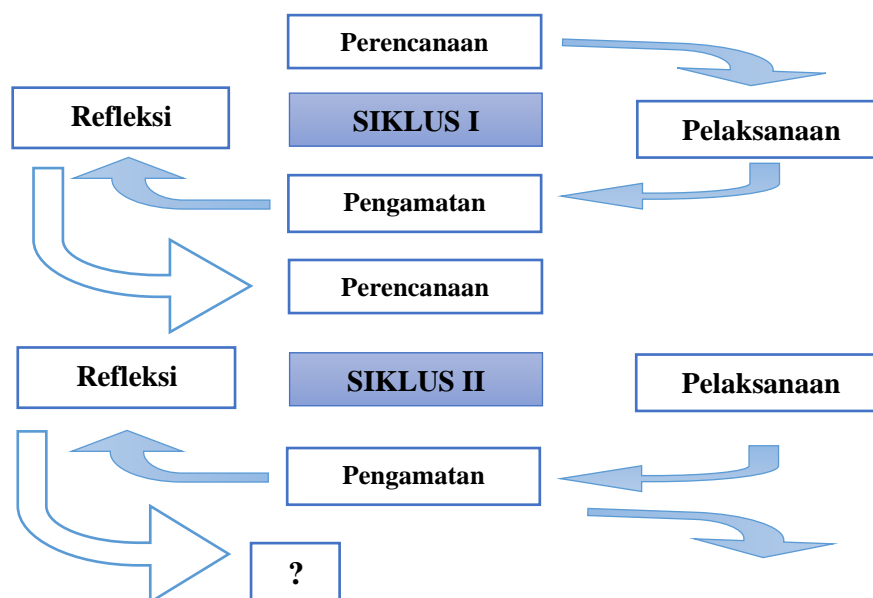 Perencanaan
Refleksi
SIKLUS I
Pelaksanaan
Pengamatan
Perencanaan
Refleksi
SIKLUS II
Pelaksanaan
Pengamatan
?